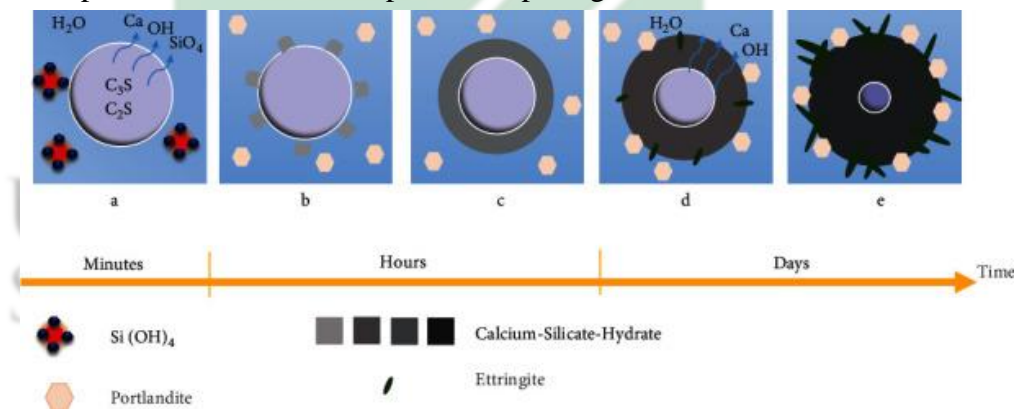 H₂O Ca OH SiO₄
C₃S
C₂S
H₂O Ca OH
a b c d e
Minutes Hours Days Time
Si (OH)₄ Calcium-Silicate-Hydrate
Portlandite Ettringite